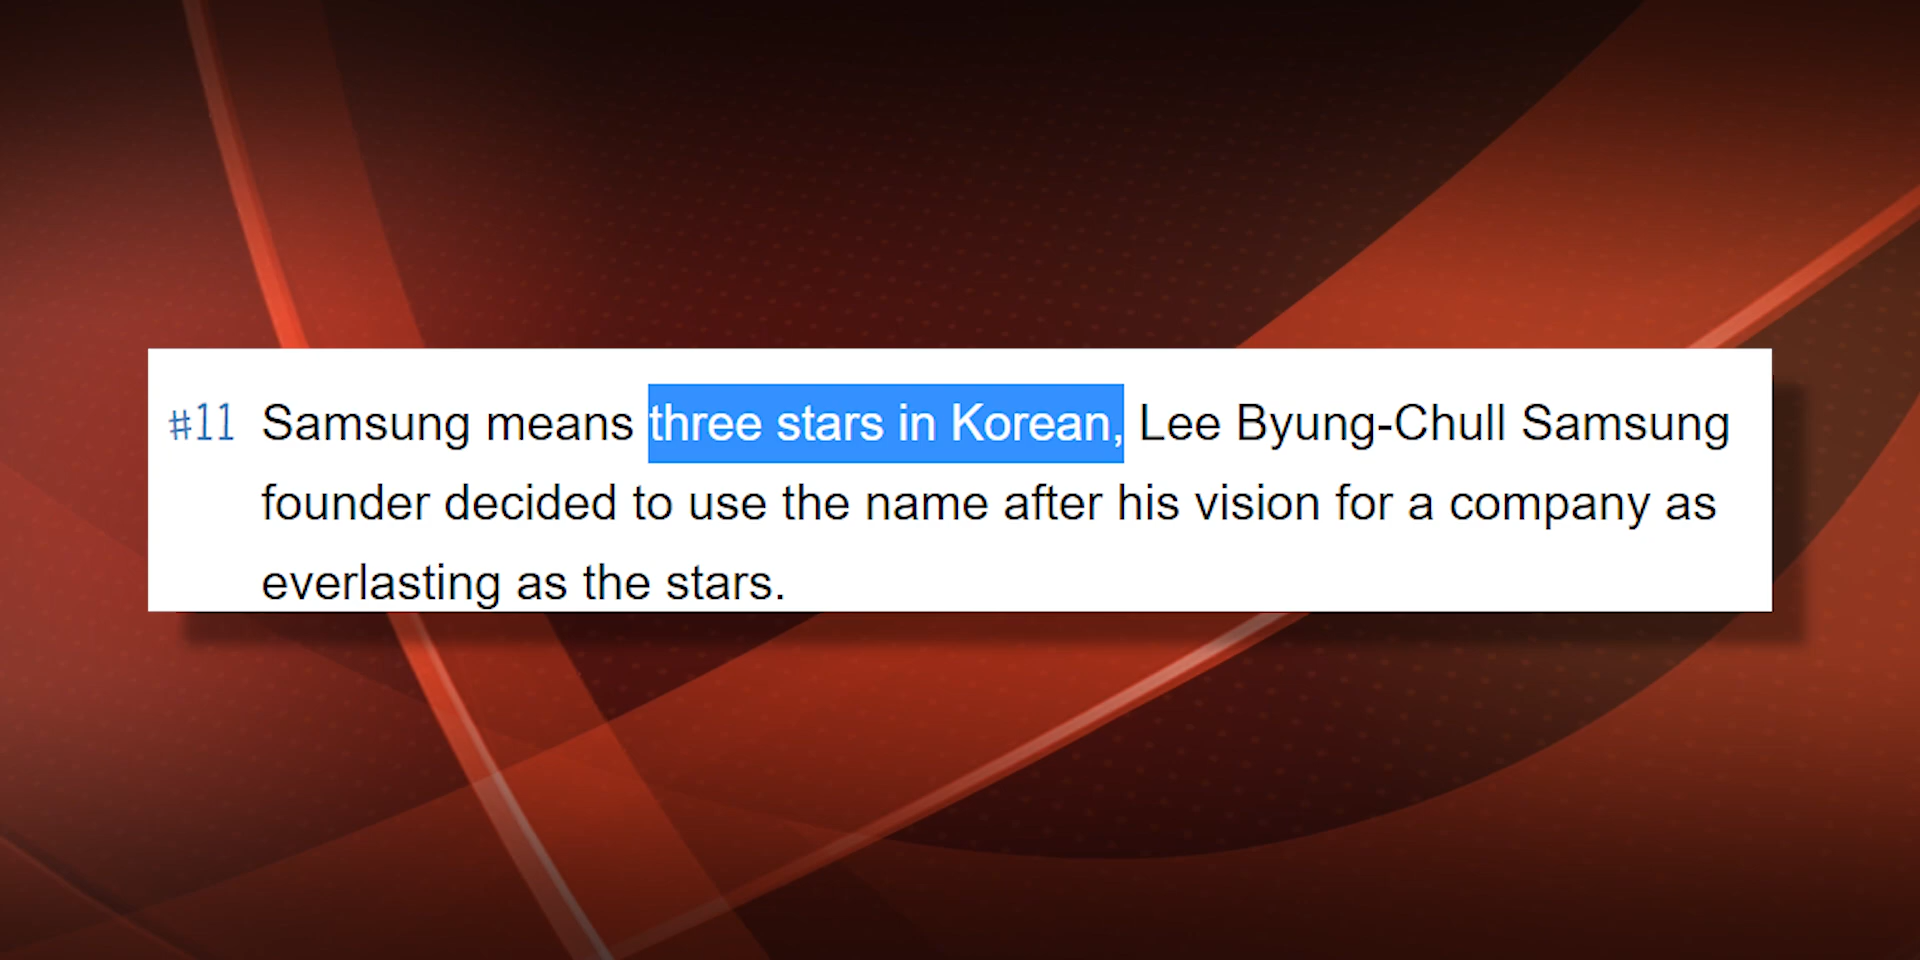 #11 Samsung means three stars in Korean, Lee Byung-Chull Samsung
founder decided to use the name after his vision for a company as
everlasting as the stars.